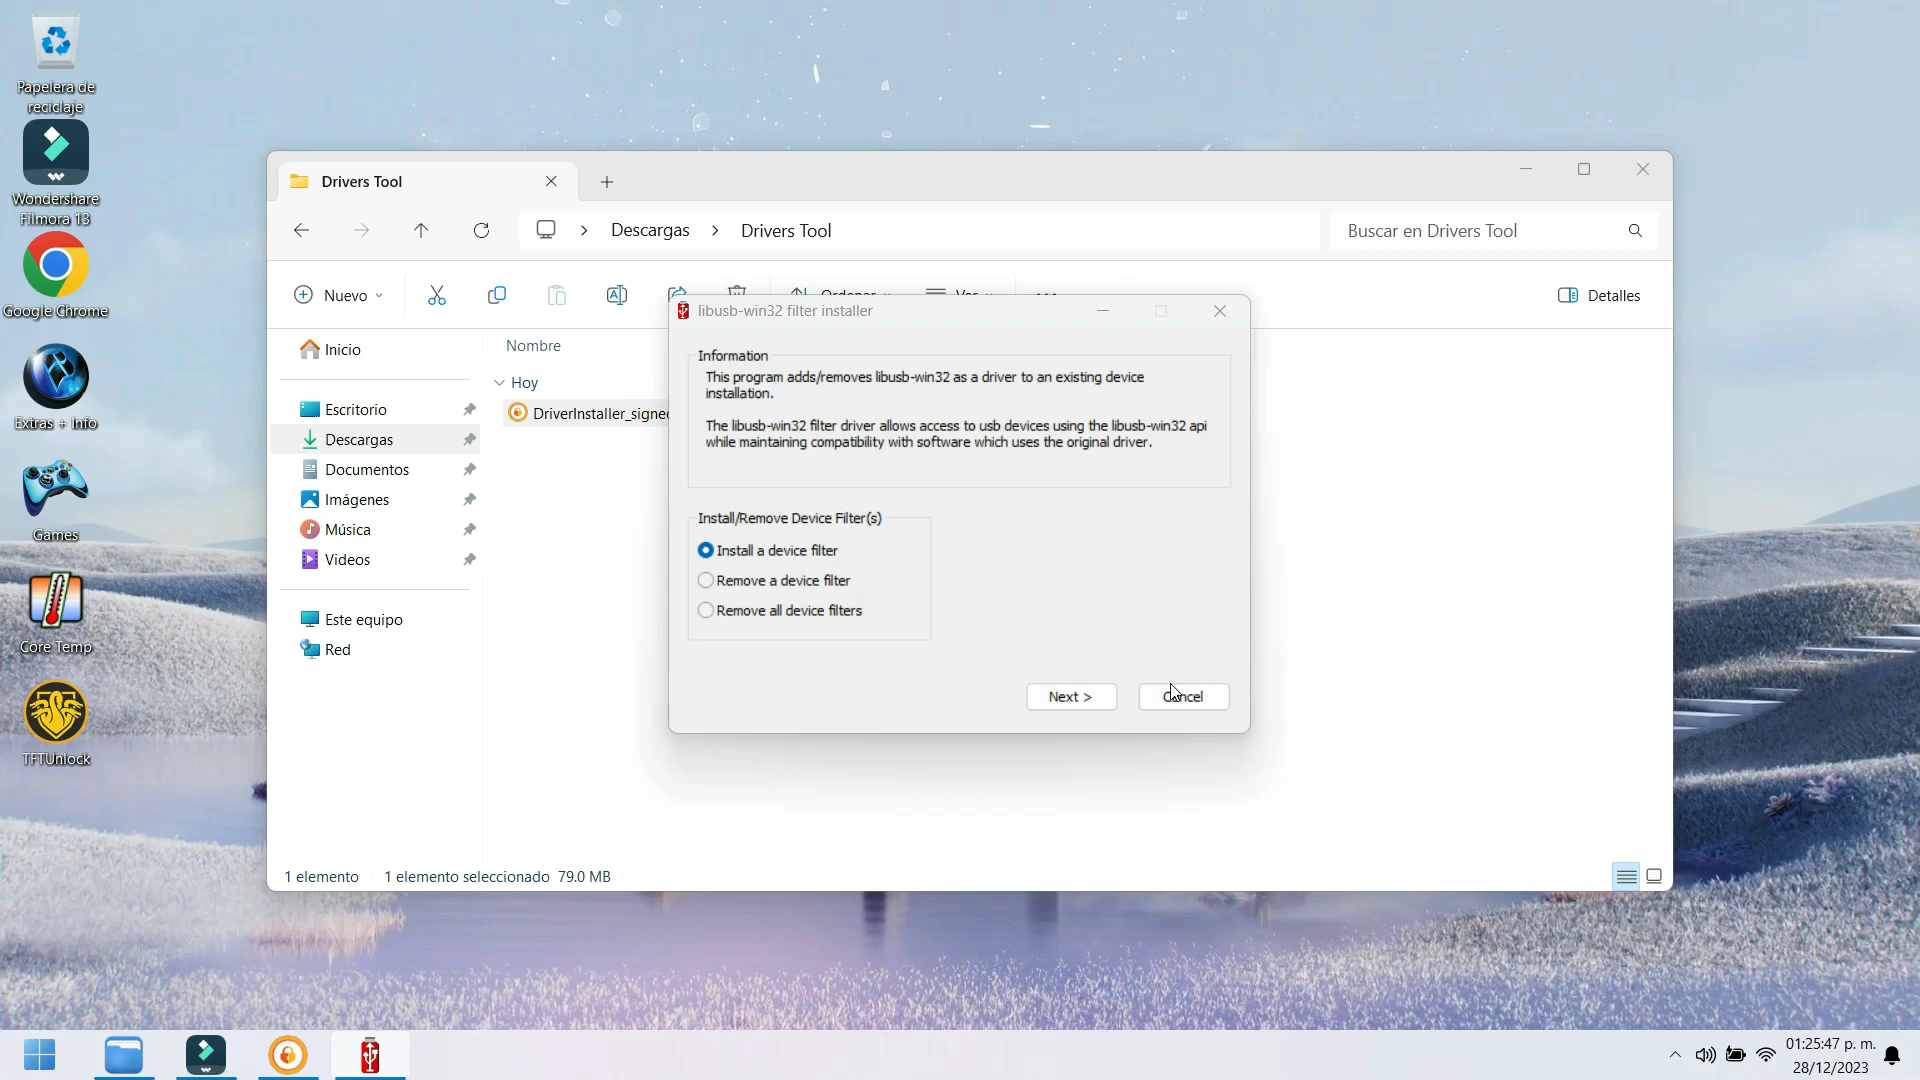 Papelera de
reciclaje
Wondershare
Filmora 13
Google Chrome
Extras + Info
Games
Core Temp
TFTUnlock
Drivers Tool
Descargas
Drivers Tool
Buscar en Drivers Tool
Nuevo
Detalles
Inicio
Escritorio
Descargas
Documentos
Imágenes
Música
Videos
Este equipo
Red
Nombre
Hoy
DriverInstaller_signed
libusb-win32 filter installer
Information
This program adds/removes libusb-win32 as a driver to an existing device
installation.
The libusb-win32 filter driver allows access to usb devices using the libusb-win32 api
while maintaining compatibility with software which uses the original driver.
Install/Remove Device Filter(s)
Install a device filter
Remove a device filter
Remove all device filters
Next >
Cancel
1 elemento
1 elemento seleccionado 79.0 MB
01:25:47 p. m.
28/12/2023